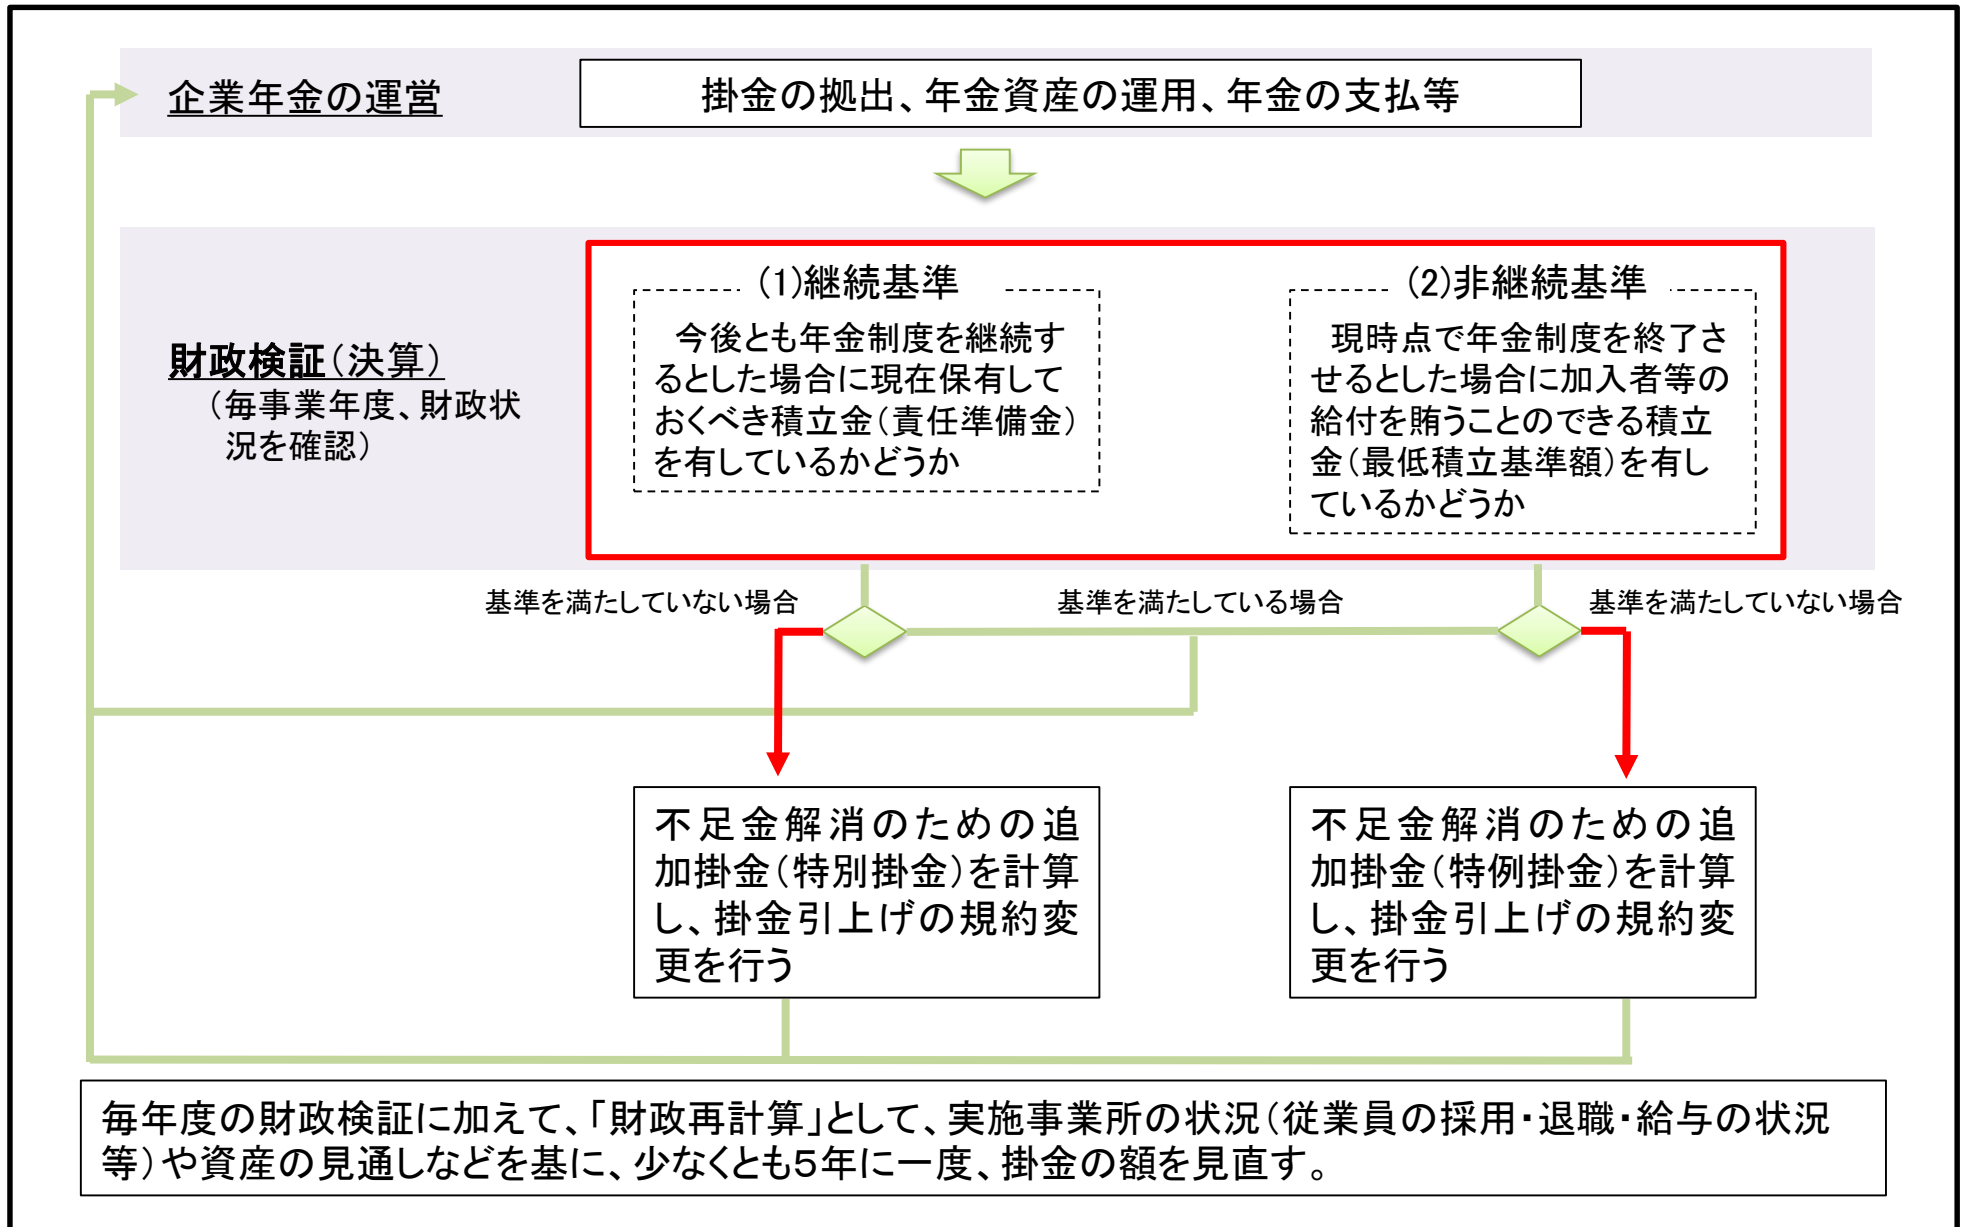 企業年金の運営
掛金の拠出、年金資産の運用、年金の支払等
財政検証（決算）
（毎事業年度、財政状
況を確認）
(1)継続基準
今後とも年金制度を継続す
るとした場合に現在保有して
おくべき積立金（責任準備金）
を有しているかどうか
(2)非継続基準
現時点で年金制度を終了さ
せるとした場合に加入者等の
給付を賄うことのできる積立
金（最低積立基準額）を有し
ているかどうか
基準を満たしていない場合
基準を満たしている場合
基準を満たしていない場合
不足金解消のための追
加掛金（特別掛金）を計算
し、掛金引上げの規約変
更を行う
不足金解消のための追
加掛金（特例掛金）を計算
し、掛金引上げの規約変
更を行う
毎年度の財政検証に加えて、「財政再計算」として、実施事業所の状況（従業員の採用・退職・給与の状況
等）や資産の見通しなどを基に、少なくとも５年に一度、掛金の額を見直す。